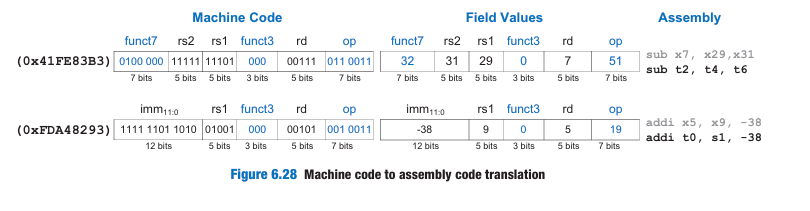 Machine Code Field Values Assembly
funct7 rs2 rs1 funct3 rd op funct7 rs2 rs1 funct3 rd op
(0x41FE83B3) 0100 000 11111 11101 000 00111 011 0011 32 31 29 0 7 51 sub x7, x29,x31
sub t2, t4, t6
7 bits 5 bits 5 bits 3 bits 5 bits 7 bits 7 bits 5 bits 5 bits 3 bits 5 bits 7 bits
imm11:0 rs1 funct3 rd op imm11:0 rs1 funct3 rd op
(0xFDA48293) 1111 1101 1010 01001 000 00101 001 0011 -38 9 0 5 19 addi x5, x9, -38
addi t0, s1, -38
12 bits 5 bits 3 bits 5 bits 7 bits 12 bits 5 bits 3 bits 5 bits 7 bits
Figure 6.28 Machine code to assembly code translation